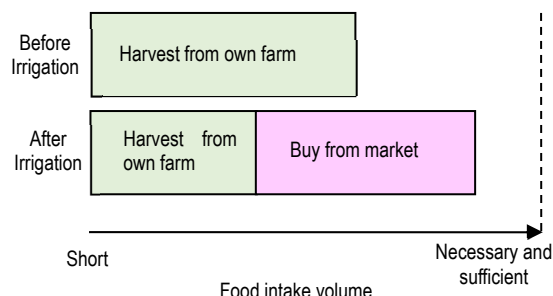 Before
Irrigation
Harvest from own farm
After
Irrigation
Harvest from
own farm
Buy from market
Short
Necessary and
sufficient
Food intake volume